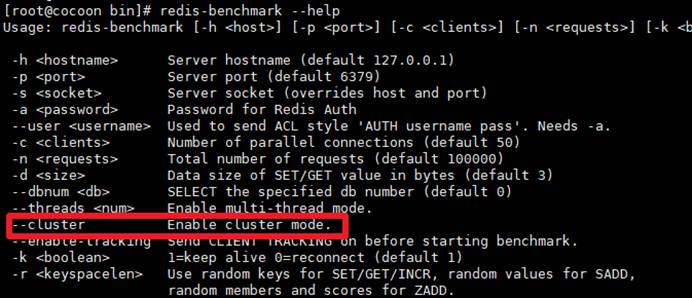 [root@cocoon bin]# redis-benchmark --help
Usage: redis-benchmark [-h <host>] [-p <port>] [-c <clients>] [-n <requests>] [-k <b
-h <hostname> Server hostname (default 127.0.0.1)
-p <port> Server port (default 6379)
-s <socket> Server socket (overrides host and port)
-a <password> Password for Redis Auth
--user <username> Used to send ACL style 'AUTH username pass'. Needs -a.
-c <clients> Number of parallel connections (default 50)
-n <requests> Total number of requests (default 100000)
-d <size> Data size of SET/GET value in bytes (default 3)
--dbnum <db> SELECT the specified db number (default 0)
--threads <num> Enable multi-thread mode.
--cluster Enable cluster mode.
--enable-tracking Send CLIENT TRACKING on before starting benchmark.
-k <boolean> 1=keep alive 0=reconnect (default 1)
-r <keyspacelen> Use random keys for SET/GET/INCR, random values for SADD,
random members and scores for ZADD.